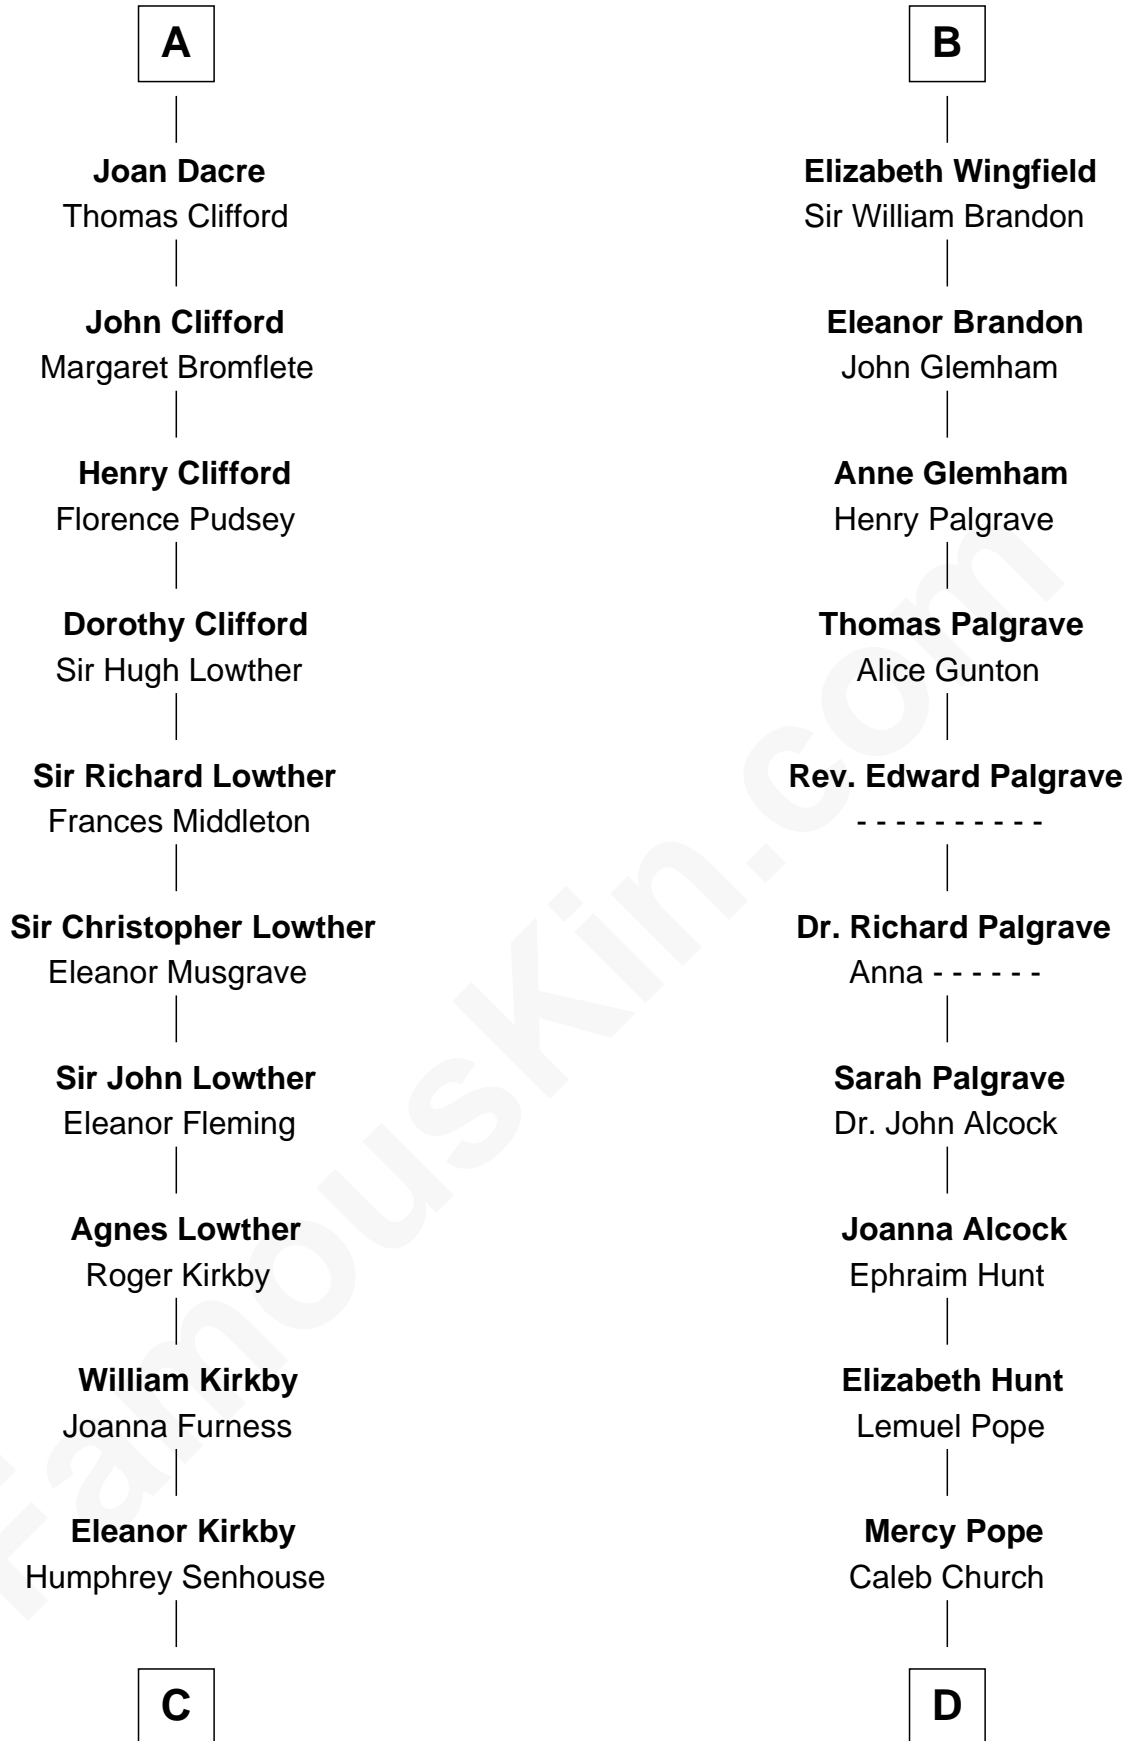 A
Joan Dacre
Thomas Clifford
John Clifford
Margaret Bromflete
Henry Clifford
Florence Pudsey
Dorothy Clifford
Sir Hugh Lowther
Sir Richard Lowther
Frances Middleton
Sir Christopher Lowther
Eleanor Musgrave
Sir John Lowther
Eleanor Fleming
Agnes Lowther
Roger Kirkby
William Kirkby
Joanna Furness
Eleanor Kirkby
Humphrey Senhouse
C
B
Elizabeth Wingfield
Sir William Brandon
Eleanor Brandon
John Glemham
Anne Glemham
Henry Palgrave
Thomas Palgrave
Alice Gunton
Rev. Edward Palgrave
- - - - - - - - - -
Dr. Richard Palgrave
Anna - - - - - -
Sarah Palgrave
Dr. John Alcock
Joanna Alcock
Ephraim Hunt
Elizabeth Hunt
Lemuel Pope
Mercy Pope
Caleb Church
D
FamousKin.com